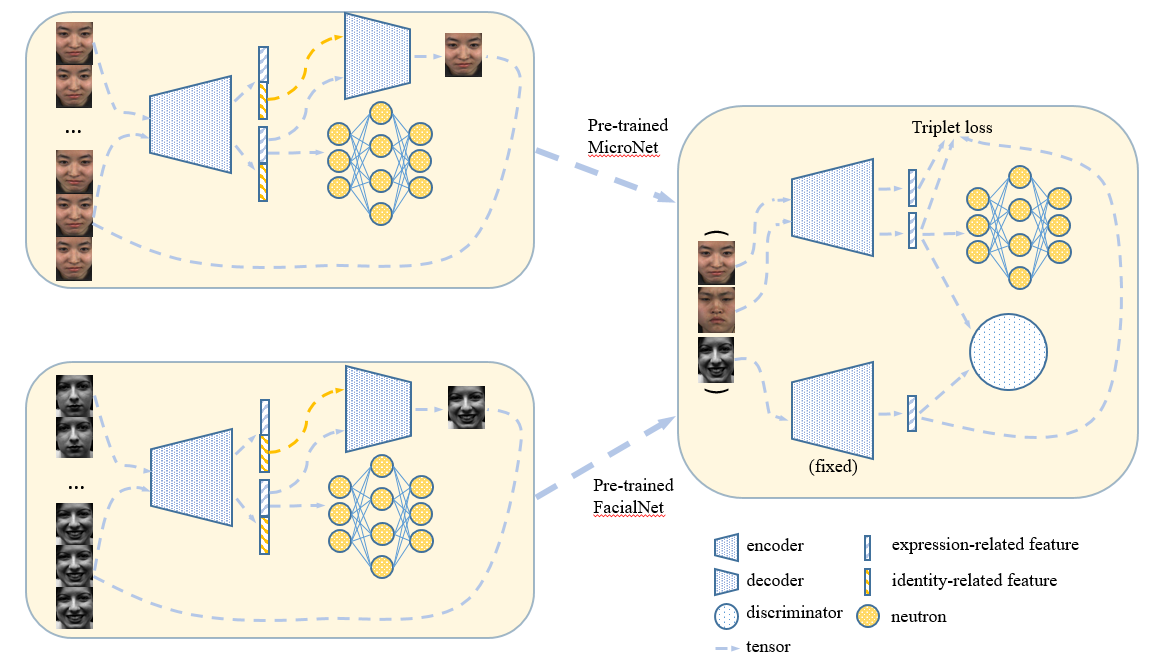 ...
Pre-trained
MicroNet
Triplet loss
...
(fixed)
Pre-trained
FacialNet
encoder
expression-related feature
decoder
identity-related feature
discriminator
neutron
tensor